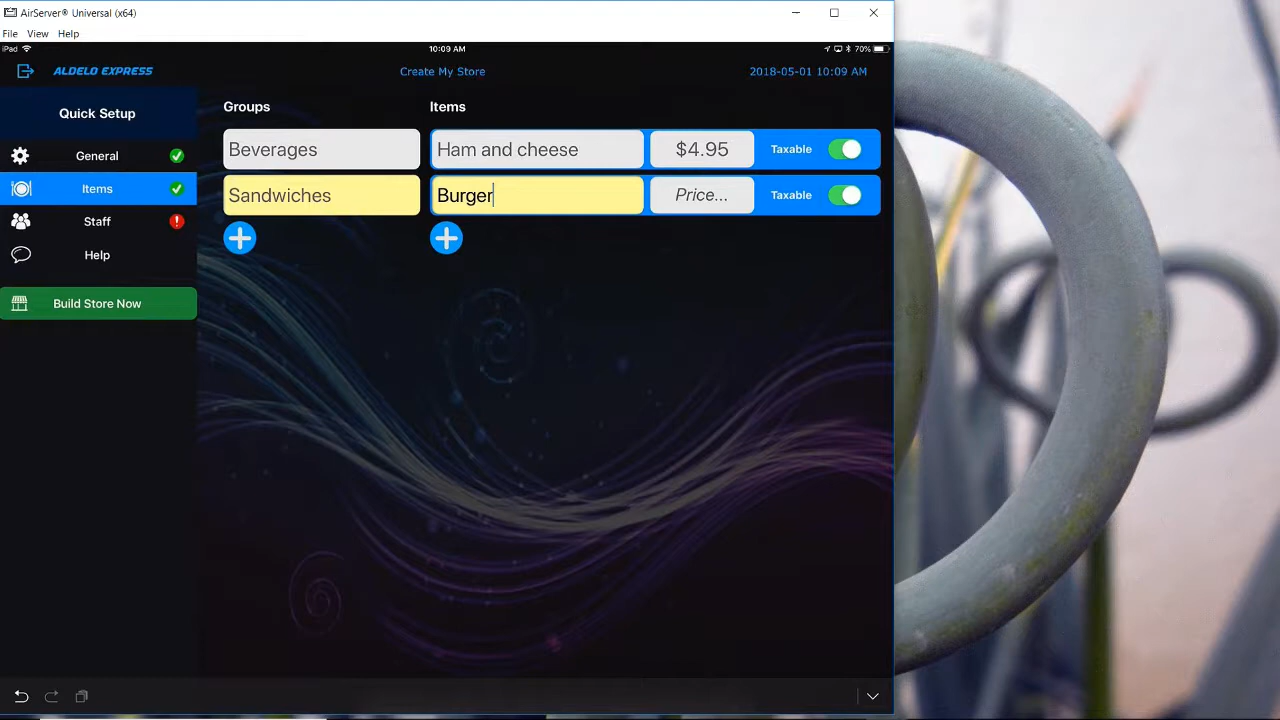 AirServer® Universal (x64)
File View Help
iPad 10:09 AM 70%
ALDELO EXPRESS Create My Store 2018-05-01 10:09 AM
Quick Setup
General
Items
Staff
Help
Build Store Now
Groups Items
Beverages Ham and cheese $4.95 Taxable
Sandwiches Burger Price... Taxable